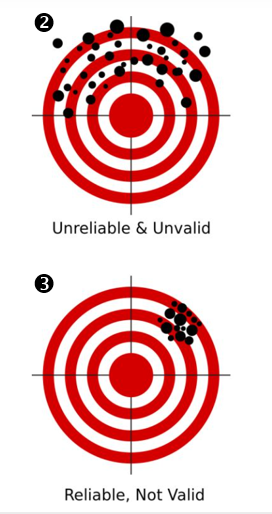 ❷
Unreliable & Unvalid
❸
Reliable, Not Valid